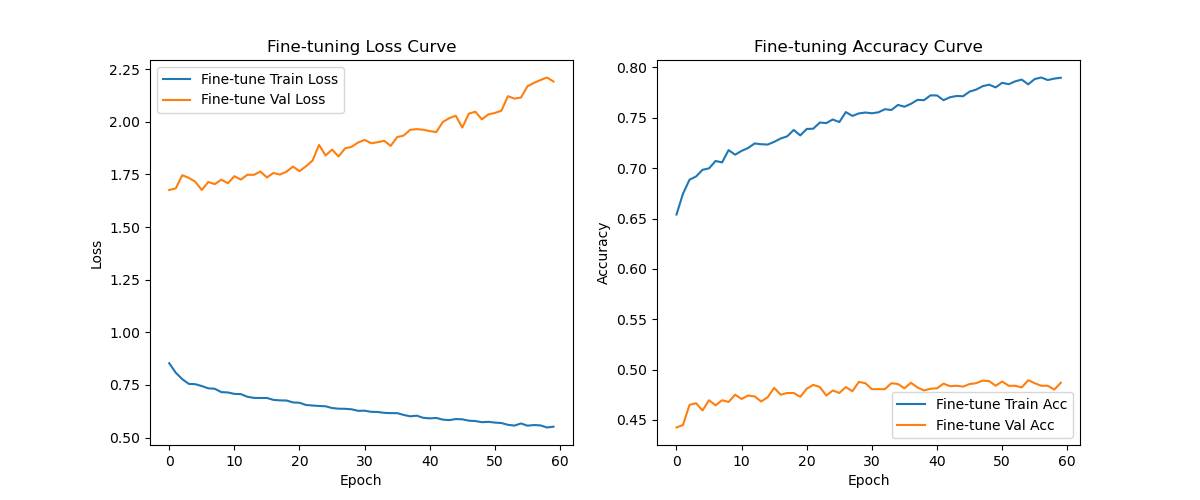 Fine-tuning Loss Curve
Fine-tune Train Loss
Fine-tune Val Loss
2.25
2.00
1.75
1.50
1.25
1.00
0.75
0.50
Loss
0 10 20 30 40 50 60
Epoch
Fine-tuning Accuracy Curve
0.80
0.75
0.70
0.65
0.60
0.55
0.50
0.45
Accuracy
Fine-tune Train Acc
Fine-tune Val Acc
0 10 20 30 40 50 60
Epoch